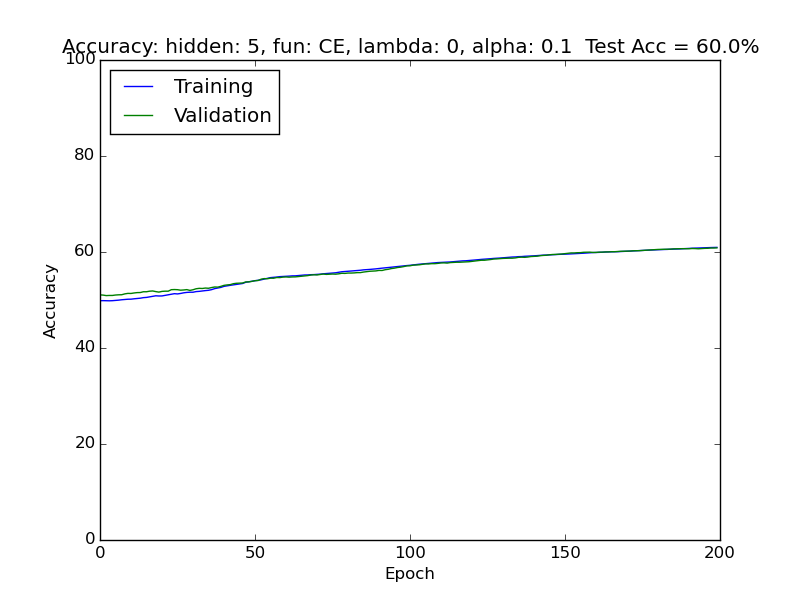 Accuracy: hidden: 5, fun: CE, lambda: 0, alpha: 0.1  Test Acc = 60.0%
100
Training
Validation
80
60
Accuracy
40
20
0
0 50 100 150 200
Epoch